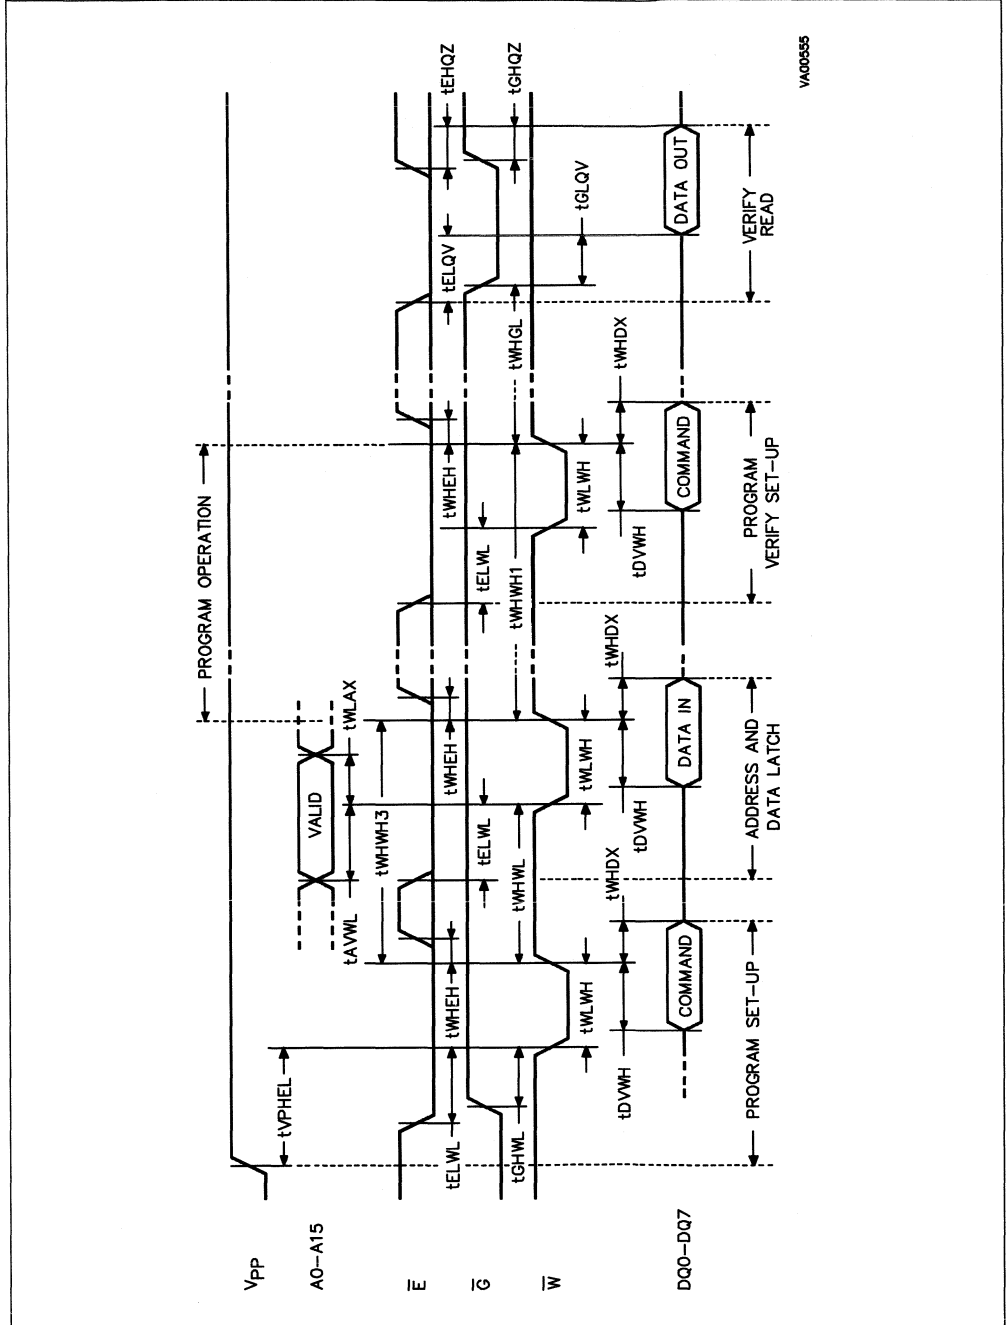 PROGRAM OPERATION
VPP
tVPHEL
A0-A15
VALID
tAVWL
tWLAX
tWHWH3
E
tELWL
tWHEH
tELWL
tWHEH
tELWL
tWHEH
tELQV
tEHQZ
G
tGHWL
tWHWL
tWHWH1
tWHGL
tGHQZ
W
tWLWH
tWLWH
tWLWH
tGLQV
tDVWH
tWHDX
tDVWH
tWHDX
tDVWH
tWHDX
DQ0-DQ7
COMMAND
DATA IN
COMMAND
DATA OUT
PROGRAM SET-UP
ADDRESS AND
DATA LATCH
PROGRAM
VERIFY SET-UP
VERIFY
READ
VA00555